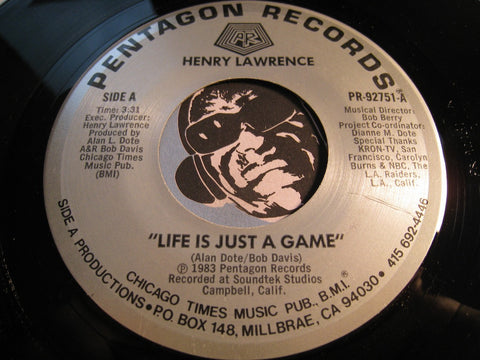 PENTAGON RECORDS®
PR
HENRY LAWRENCE
SIDE A
Time: 3:31
Exec. Producer:
Henry Lawrence
Produced by
Alan L. Dote
A&R Bob Davis
Chicago Times
Music Pub.
(BMI)
PR-92751-A
Musical Director:
Bob Berry
Project Co-ordinator:
Dianne M. Dote
Special Thanks
KRON-TV, San
Francisco, Carolyn
Burns & NBC, The
L.A. Raiders,
L.A., Calif.
"LIFE IS JUST A GAME"
(Alan Dote/Bob Davis)
Ⓟ 1983 Pentagon Records
Recorded at Soundtek Studios
Campbell, Calif.
CHICAGO TIMES MUSIC PUB., B.M.I.®
SIDE A PRODUCTIONS • P.O. BOX 148, MILLBRAE, CA 94030 • 415 692-4446